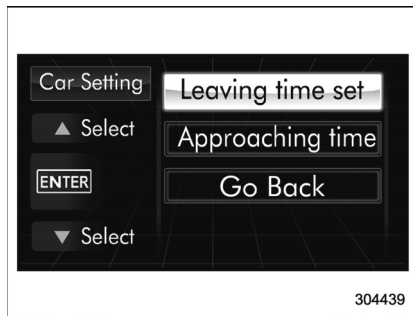 Car Setting
Leaving time set
▲ Select
Approaching time
ENTER
Go Back
▼ Select
304439